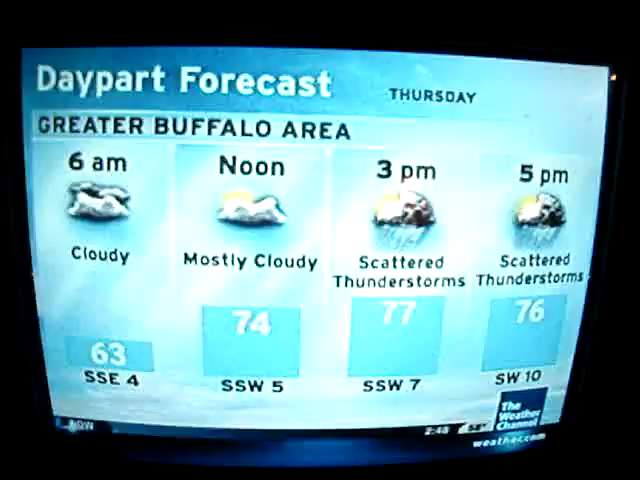 Daypart Forecast
THURSDAY
GREATER BUFFALO AREA
6 am
Noon
3 pm
5 pm
Cloudy
Mostly Cloudy
Scattered
Thunderstorms
Scattered
Thunderstorms
63
74
77
76
SSE 4
SSW 5
SSW 7
SW 10
The
Weather
Channel
weather.com
NOW
2:48